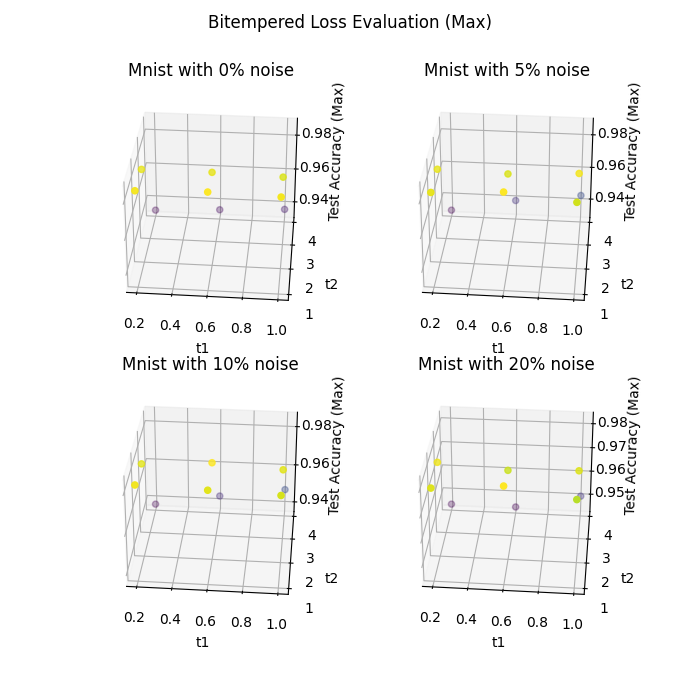 Bitempered Loss Evaluation (Max)
Mnist with 0% noise
0.98
0.96
0.94
Test Accuracy (Max)
4
3
2
1
t2
0.2 0.4 0.6 0.8 1.0
t1
Mnist with 5% noise
0.98
0.96
0.94
Test Accuracy (Max)
4
3
2
1
t2
0.2 0.4 0.6 0.8 1.0
t1
Mnist with 10% noise
0.98
0.96
0.94
Test Accuracy (Max)
4
3
2
1
t2
0.2 0.4 0.6 0.8 1.0
t1
Mnist with 20% noise
0.98
0.97
0.96
0.95
Test Accuracy (Max)
4
3
2
1
t2
0.2 0.4 0.6 0.8 1.0
t1